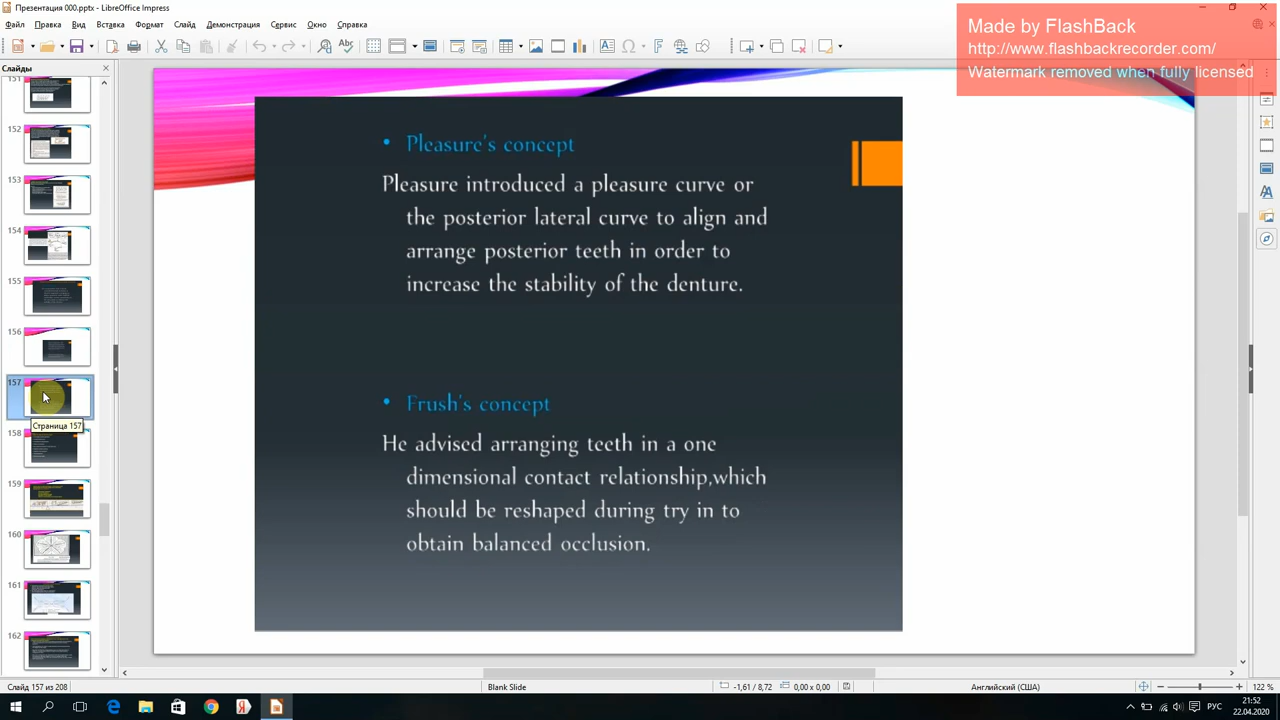 Презентация 000.pptx - LibreOffice Impress
Файл Правка Вид Вставка Формат Слайд Демонстрация Сервис Окно Справка
Made by FlashBack
http://www.flashbackrecorder.com/
Watermark removed when fully licensed
Слайды
151
152
153
154
155
156
157
Страница 157
158
159
160
161
162
• Pleasure's concept
Pleasure introduced a pleasure curve or
the posterior lateral curve to align and
arrange posterior teeth in order to
increase the stability of the denture.
• Frush's concept
He advised arranging teeth in a one
dimensional contact relationship,which
should be reshaped during try in to
obtain balanced occlusion.
Слайд 157 из 208 Blank Slide -1,61 / 8,72 0,00 x 0,00 Английский (США) 122 %
РУС
21:52
22.04.2020